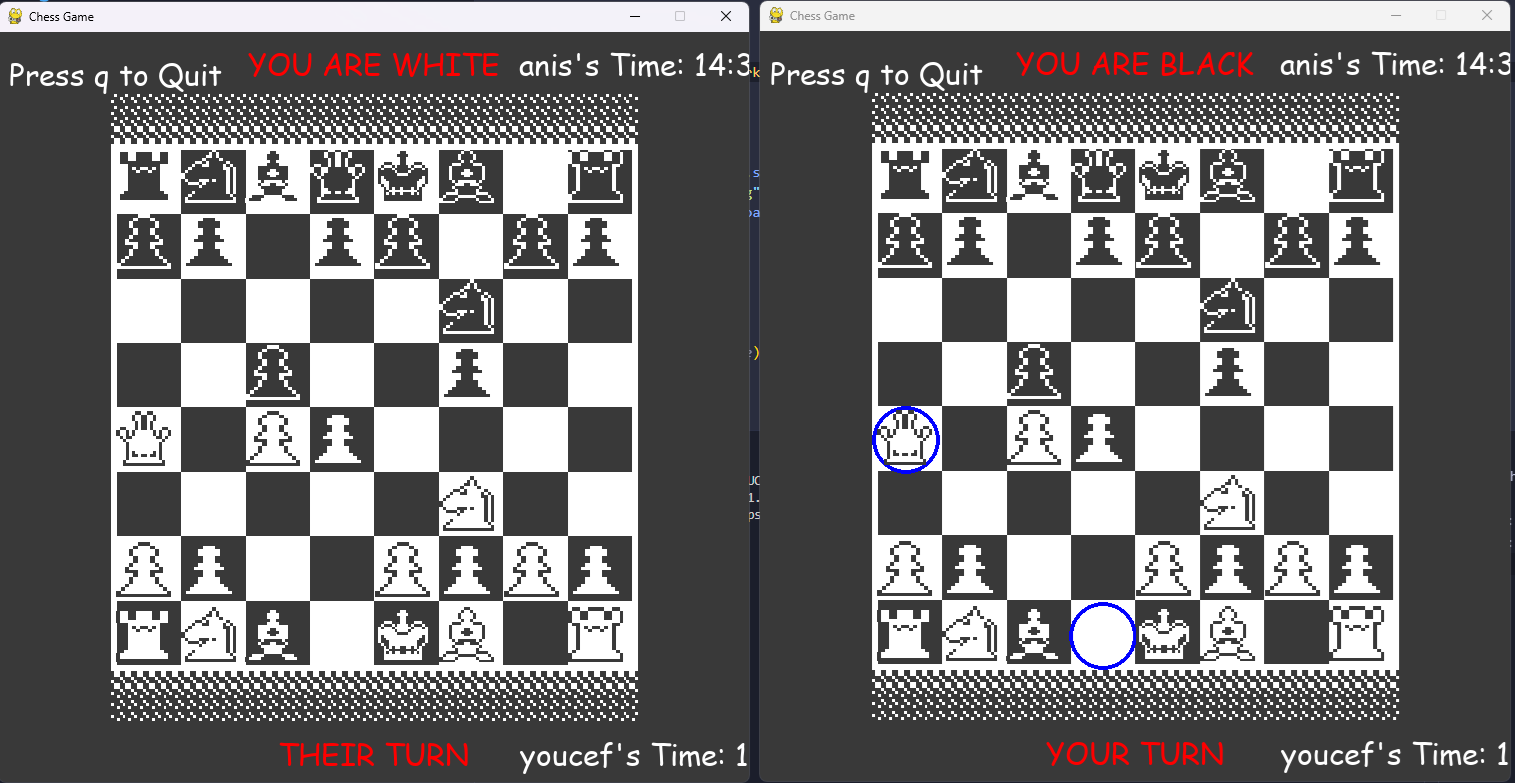 Chess Game
YOU ARE WHITE
anis's Time: 14:3
Press q to Quit
THEIR TURN
youcef's Time: 1
Chess Game
YOU ARE BLACK
anis's Time: 14:3
Press q to Quit
YOUR TURN
youcef's Time: 1